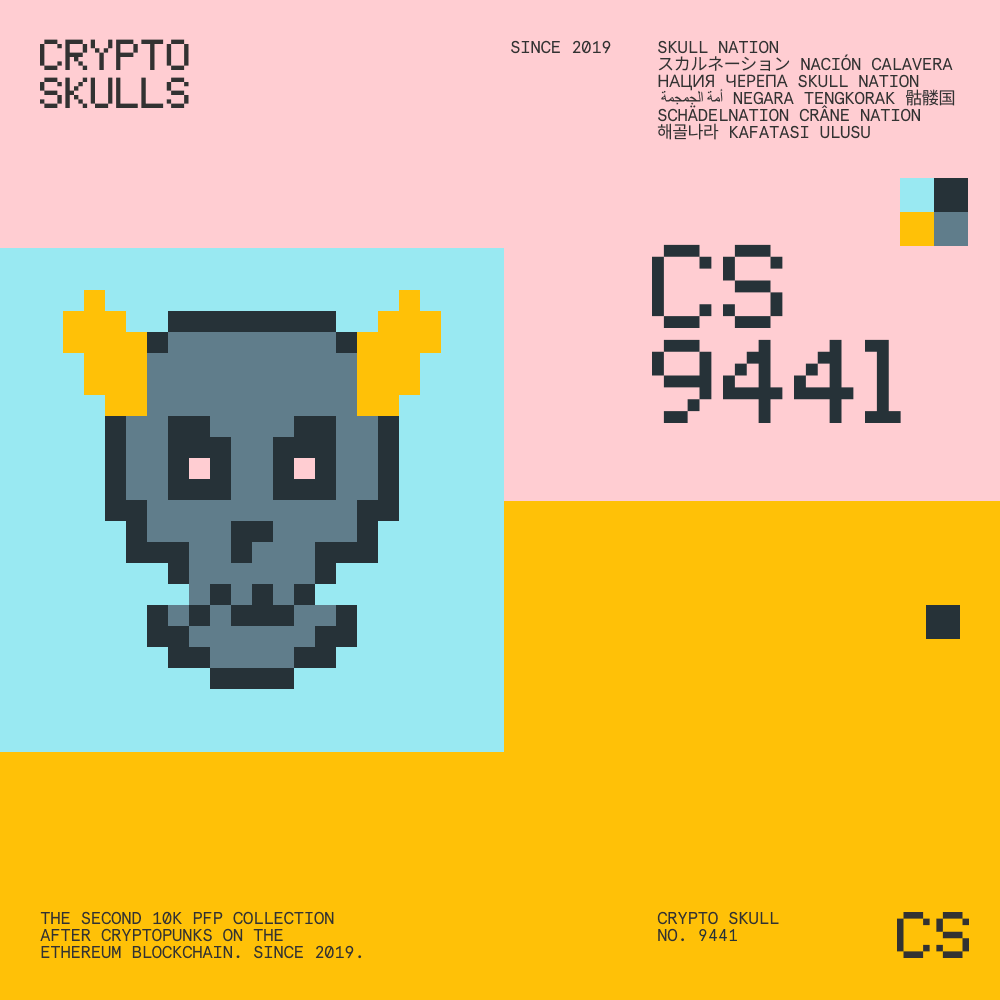 CRYPTO
SKULLS
SINCE 2019
SKULL NATION
スカルネーション NACIÓN CALAVERA
НАЦИЯ ЧЕРЕПА SKULL NATION
أمة الجمجمة NEGARA TENGKORAK 骷髅国
SCHÄDELNATION CRÂNE NATION
해골나라 KAFATASI ULUSU
CS
9441
THE SECOND 10K PFP COLLECTION
AFTER CRYPTOPUNKS ON THE
ETHEREUM BLOCKCHAIN. SINCE 2019.
CRYPTO SKULL
NO. 9441
CS